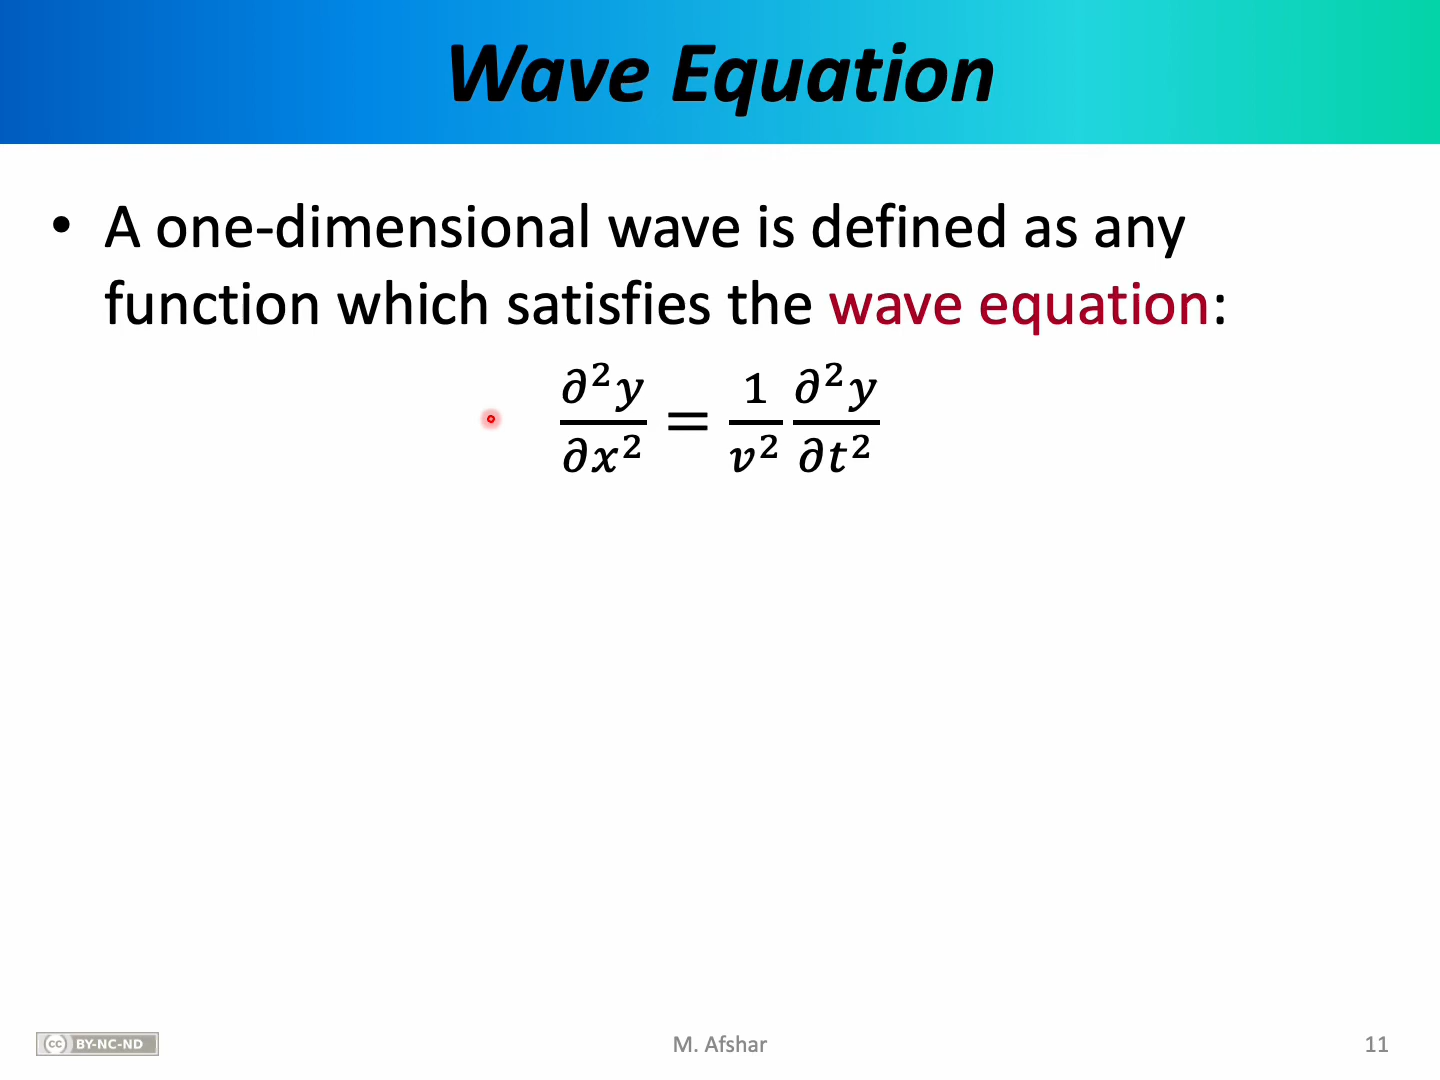 Wave Equation
• A one-dimensional wave is defined as any
function which satisfies the wave equation:
∂²y/∂x² = 1/v² ∂²y/∂t²
cc BY-NC-ND
M. Afshar
11